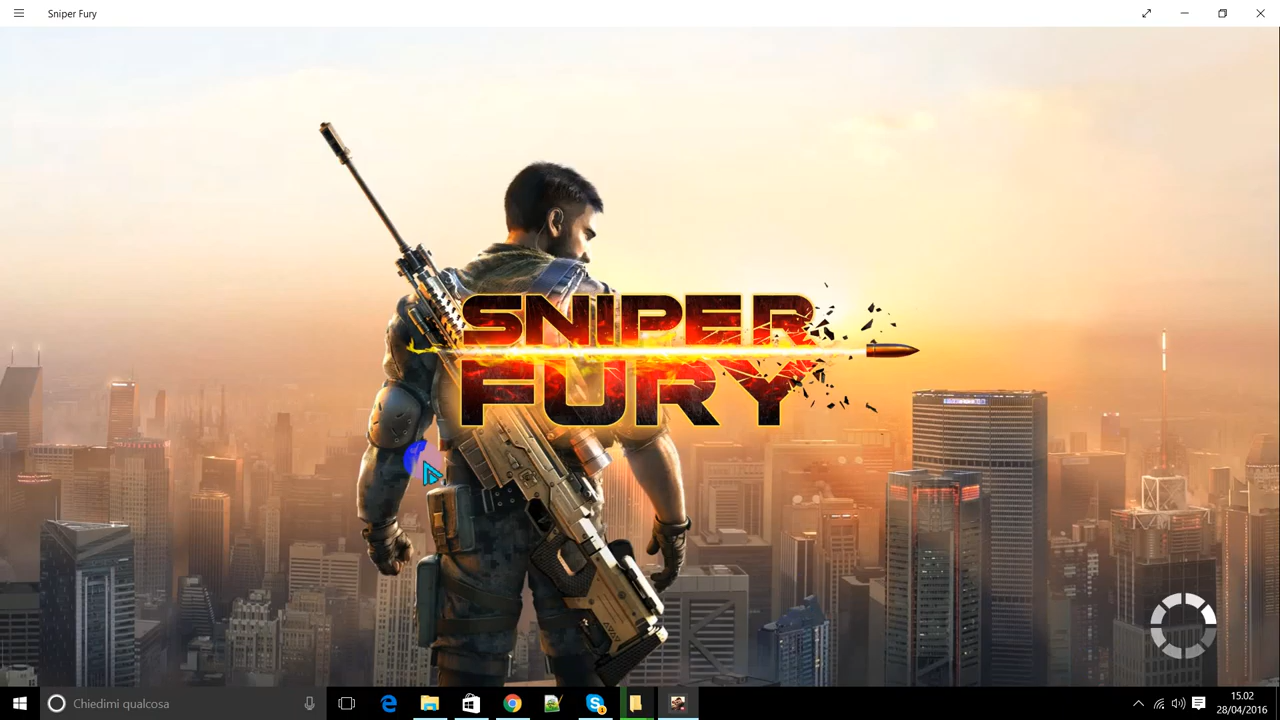 Sniper Fury
SNIPER
FURY
Chiedimi qualcosa
15.02
28/04/2016